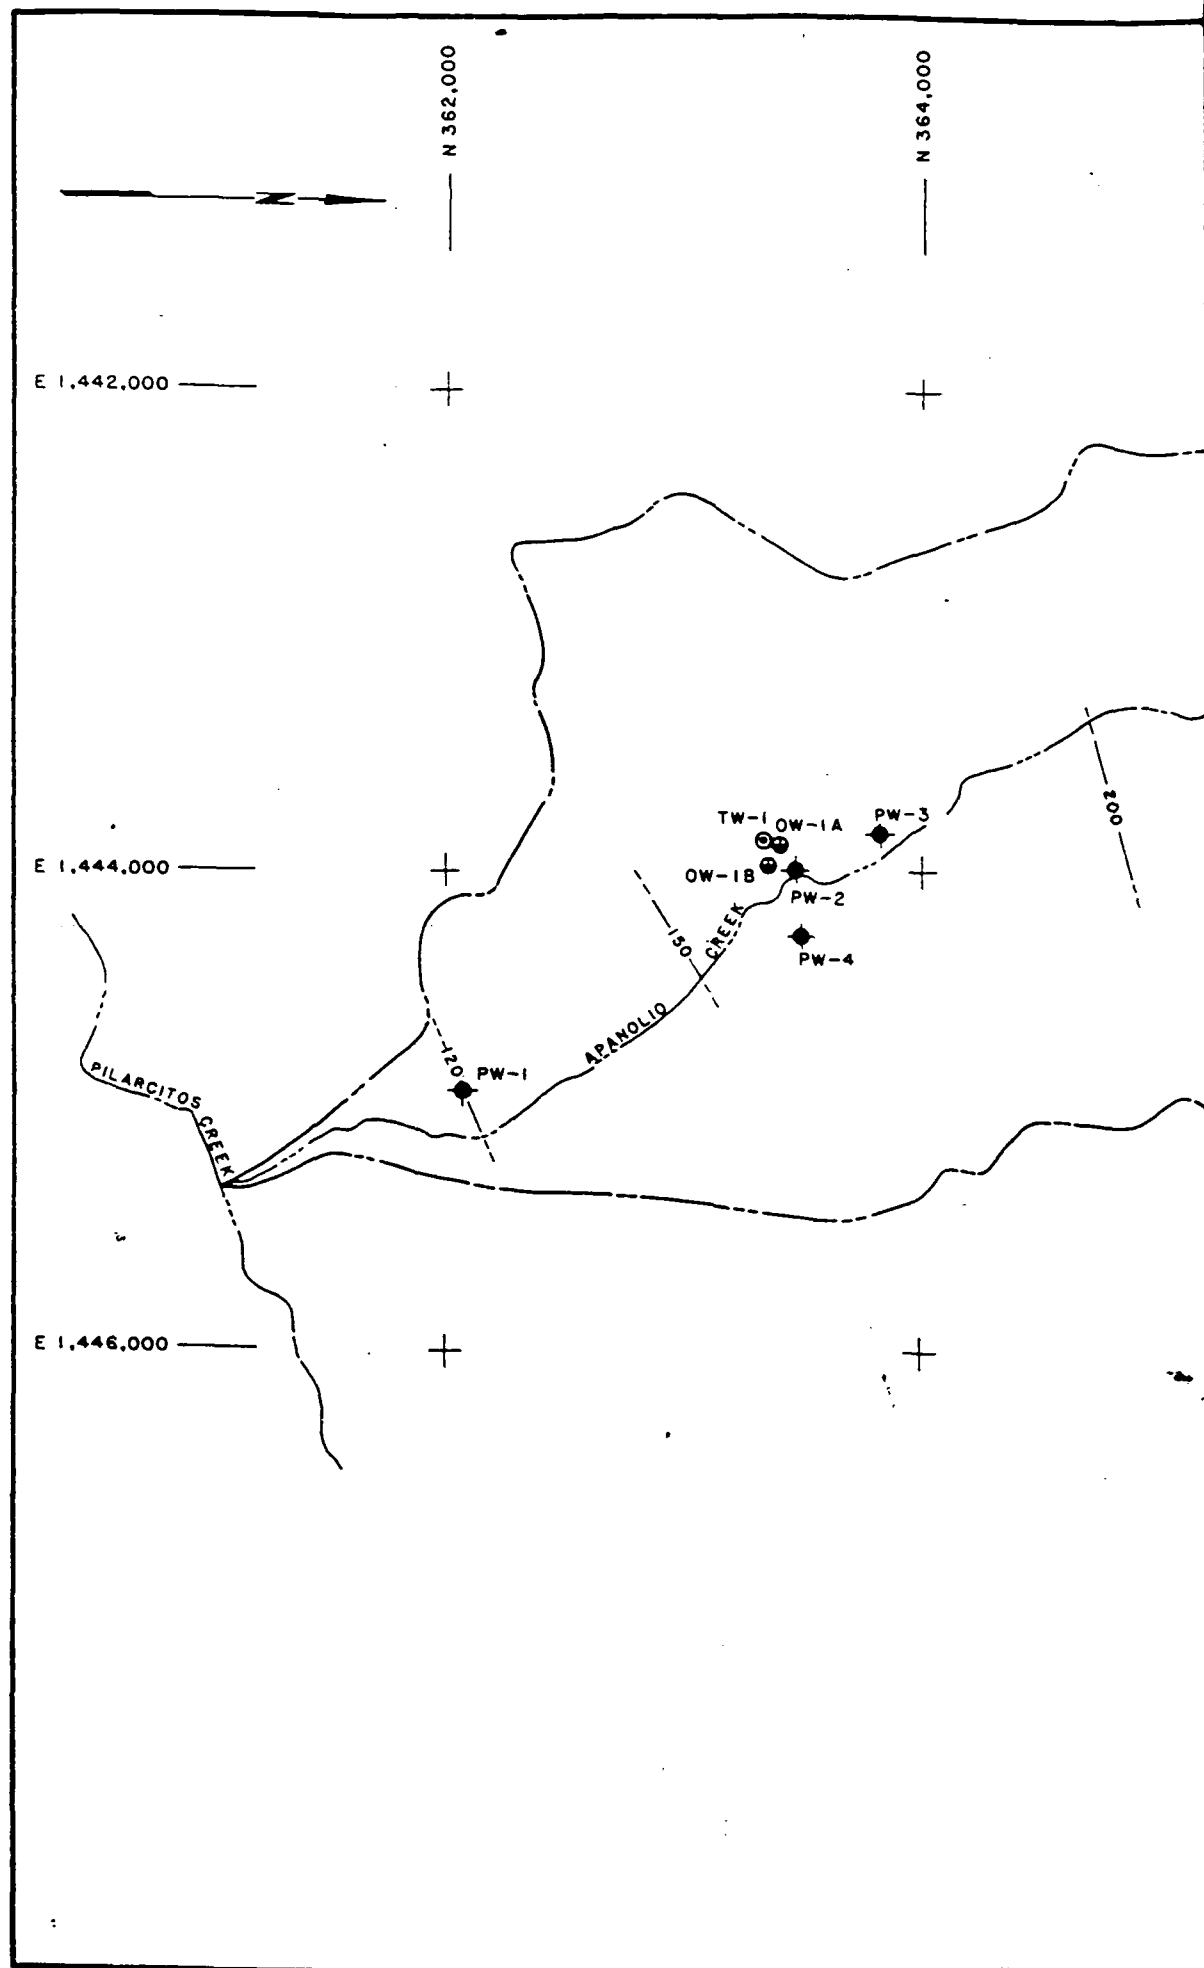 N 362,000
N 364,000
N
E 1,442,000
200
TW-1
OW-1A
PW-3
E 1,444,000
OW-1B
PW-2
150
PW-4
APANOLIO CREEK
120
PW-1
PILARCITOS CREEK
E 1,446,000